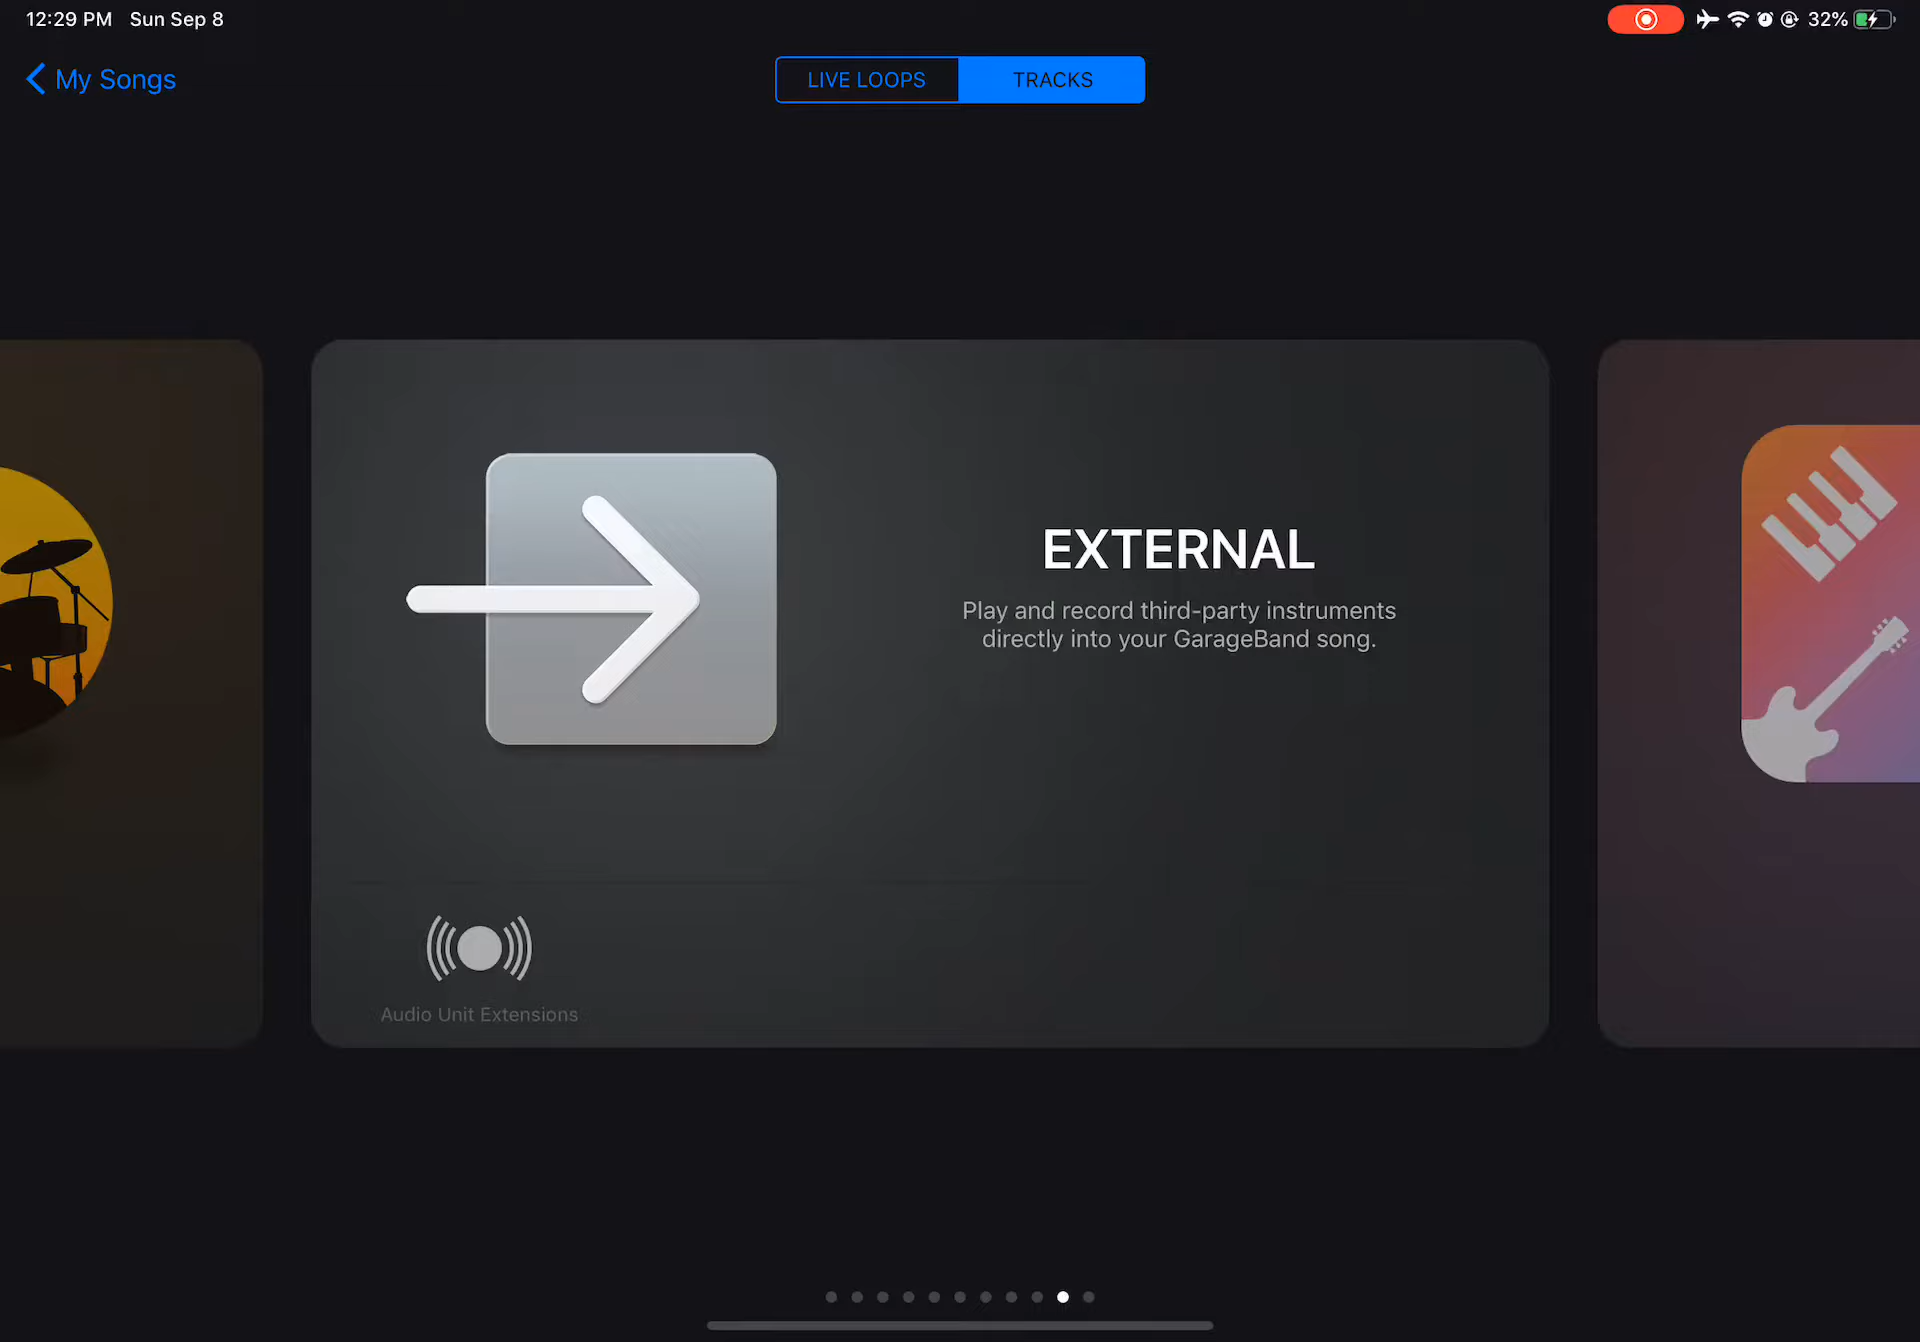 12:29 PM Sun Sep 8
32%
My Songs
LIVE LOOPS
TRACKS
EXTERNAL
Play and record third-party instruments
directly into your GarageBand song.
Audio Unit Extensions